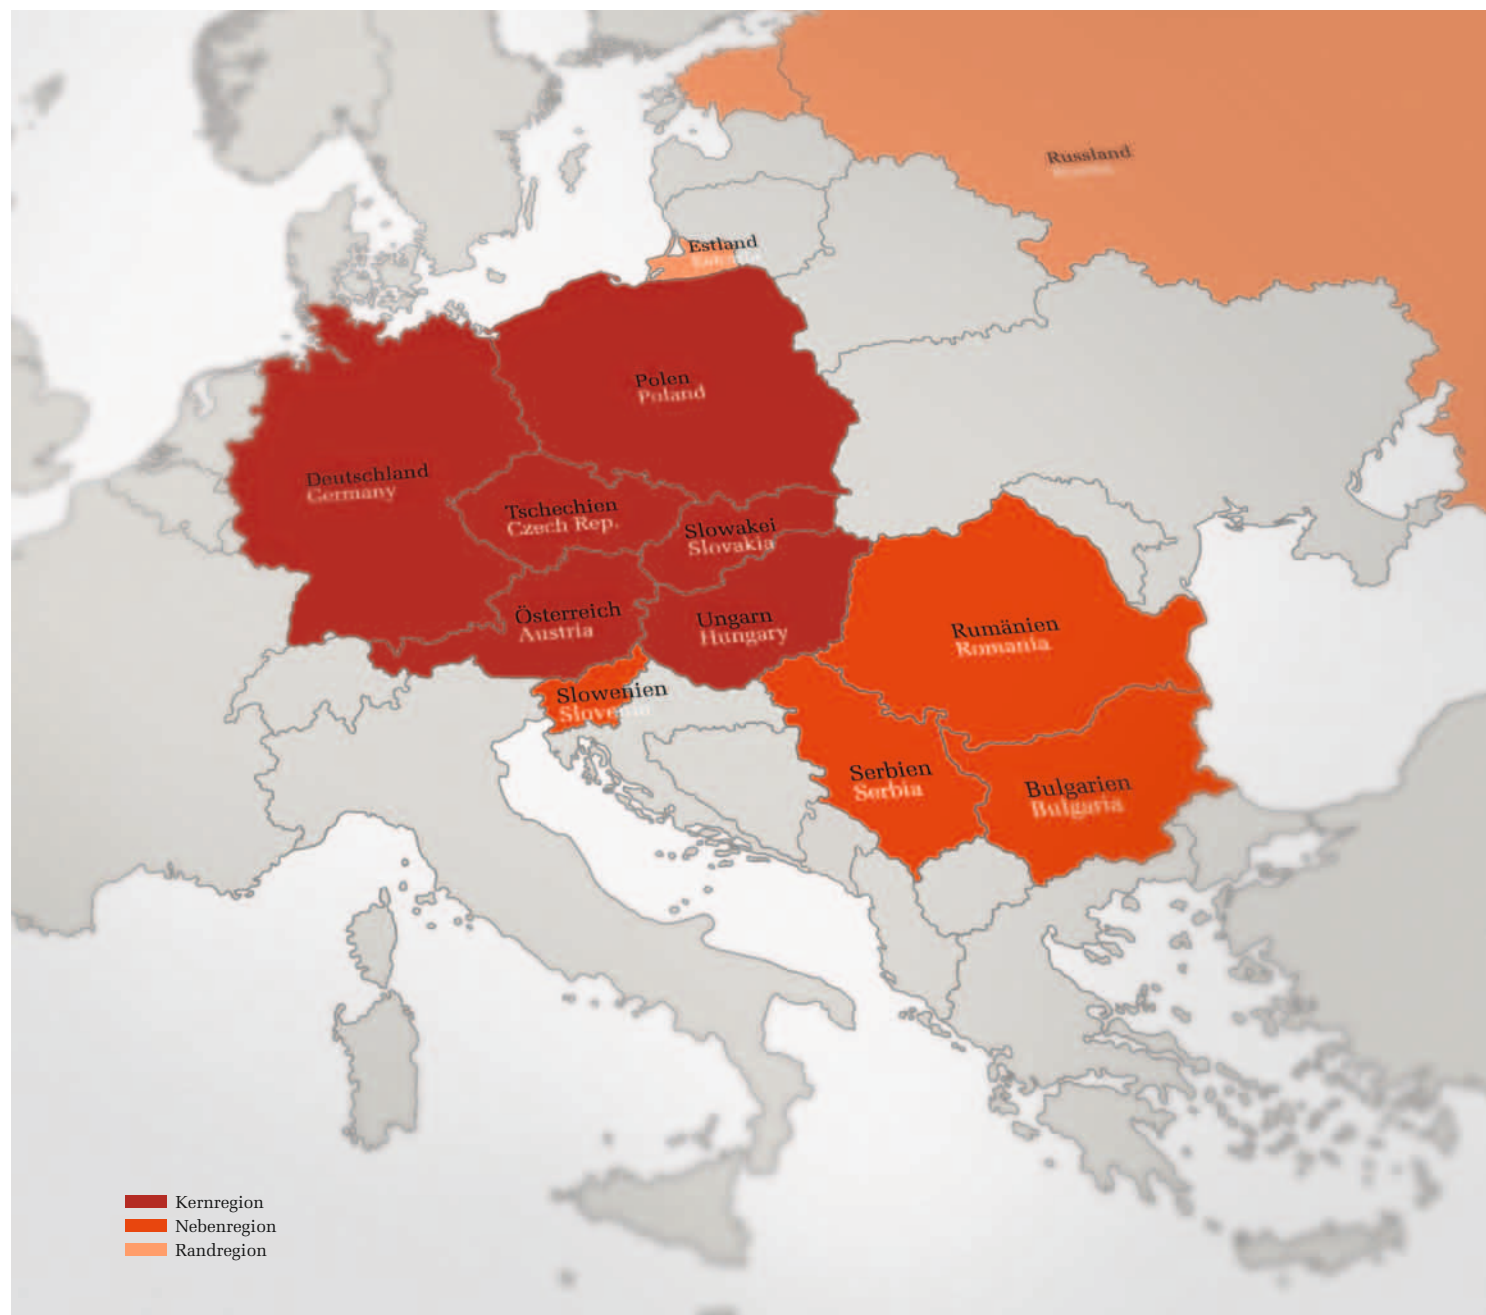 Russland
Estland
Polen
Poland
Deutschland
Germany
Tschechien
Czech Rep.
Slowakei
Slovakia
Österreich
Austria
Ungarn
Hungary
Rumänien
Romania
Slowenien
Slovenia
Serbien
Serbia
Bulgarien
Bulgaria
Kernregion
Nebenregion
Randregion